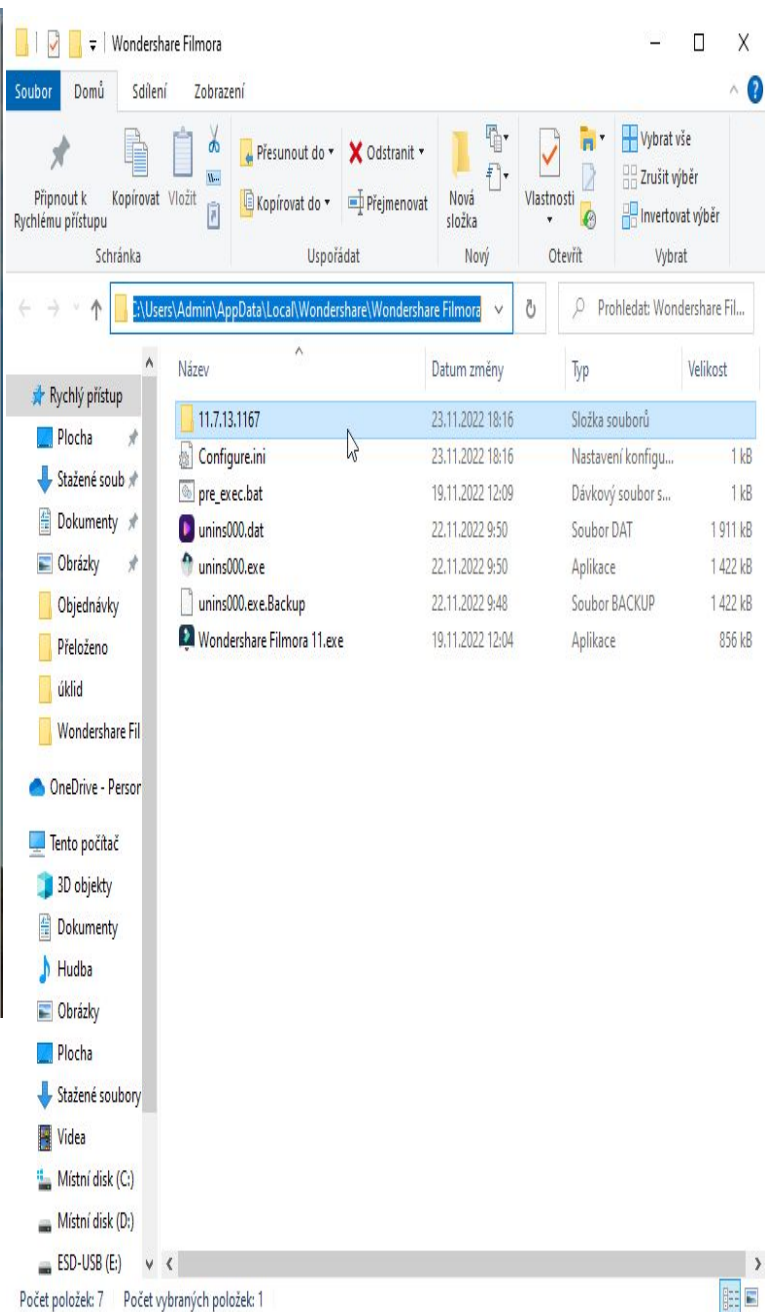 Wondershare Filmora
Soubor Domů Sdílení Zobrazení
Připnout k Rychlému přístupu
Kopírovat
Vložit
Přesunout do
Kopírovat do
Odstranit
Přejmenovat
Nová složka
Vlastnosti
Vybrat vše
Zrušit výběr
Invertovat výběr
Schránka Uspořádat Nový Otevřít Vybrat
:\Users\Admin\AppData\Local\Wondershare\Wondershare Filmora
Prohledat: Wondershare Fil...
Název Datum změny Typ Velikost
11.7.13.1167 23.11.2022 18:16 Složka souborů
Configure.ini 23.11.2022 18:16 Nastavení konfigu... 1 kB
pre_exec.bat 19.11.2022 12:09 Dávkový soubor s... 1 kB
unins000.dat 22.11.2022 9:50 Soubor DAT 1 911 kB
unins000.exe 22.11.2022 9:50 Aplikace 1 422 kB
unins000.exe.Backup 22.11.2022 9:48 Soubor BACKUP 1 422 kB
Wondershare Filmora 11.exe 19.11.2022 12:04 Aplikace 856 kB
Rychlý přístup
Plocha
Stažené soub
Dokumenty
Obrázky
Objednávky
Přeloženo
úklid
Wondershare Fil
OneDrive - Person
Tento počítač
3D objekty
Dokumenty
Hudba
Obrázky
Plocha
Stažené soubory
Videa
Místní disk (C:)
Místní disk (D:)
ESD-USB (E:)
Počet položek: 7 Počet vybraných položek: 1